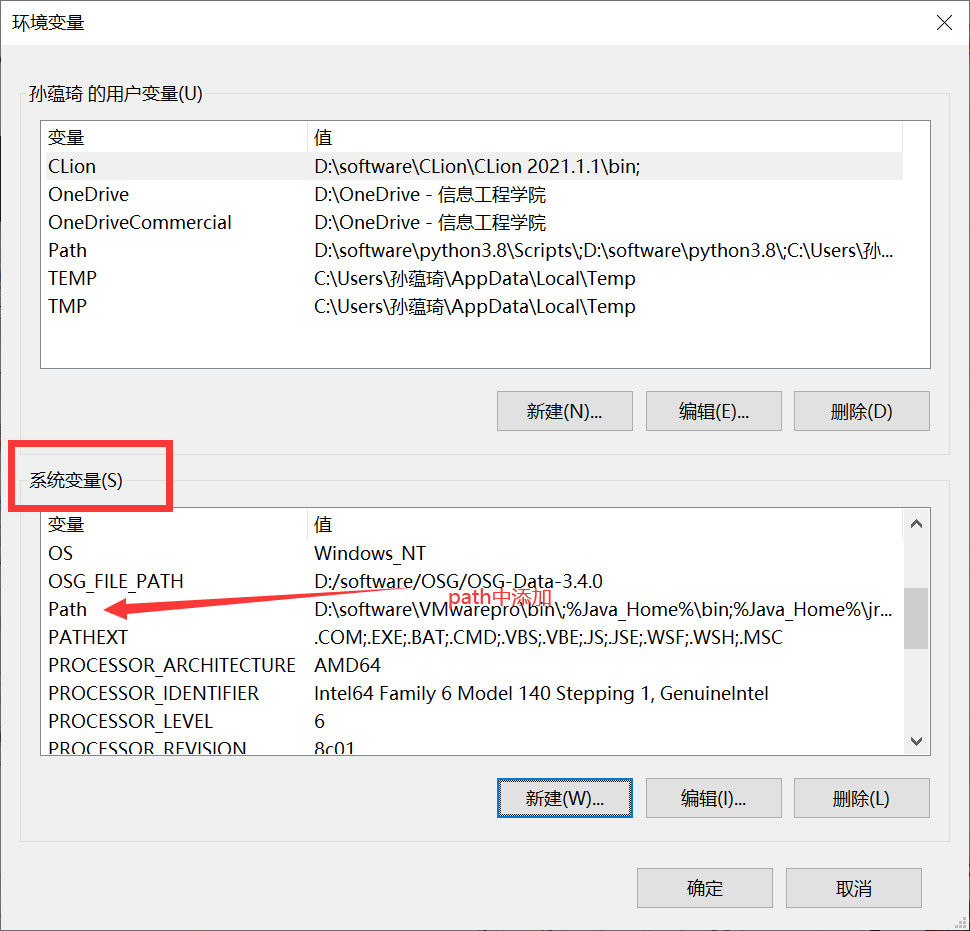 环境变量
孙蕴琦 的用户变量(U)
变量 值
CLion D:\software\CLion\CLion 2021.1.1\bin;
OneDrive D:\OneDrive - 信息工程学院
OneDriveCommercial D:\OneDrive - 信息工程学院
Path D:\software\python3.8\Scripts\;D:\software\python3.8\;C:\Users\孙...
TEMP C:\Users\孙蕴琦\AppData\Local\Temp
TMP C:\Users\孙蕴琦\AppData\Local\Temp
新建(N)... 编辑(E)... 删除(D)
系统变量(S)
变量 值
OS Windows_NT
OSG_FILE_PATH D:/software/OSG/OSG-Data-3.4.0
path中添加
Path D:\software\VMwarepro\bin\;%Java_Home%\bin;%Java_Home%\jr...
PATHEXT .COM;.EXE;.BAT;.CMD;.VBS;.VBE;.JS;.JSE;.WSF;.WSH;.MSC
PROCESSOR_ARCHITECTURE AMD64
PROCESSOR_IDENTIFIER Intel64 Family 6 Model 140 Stepping 1, GenuineIntel
PROCESSOR_LEVEL 6
PROCESSOR_REVISION 8c01
新建(W)... 编辑(I)... 删除(L)
确定 取消